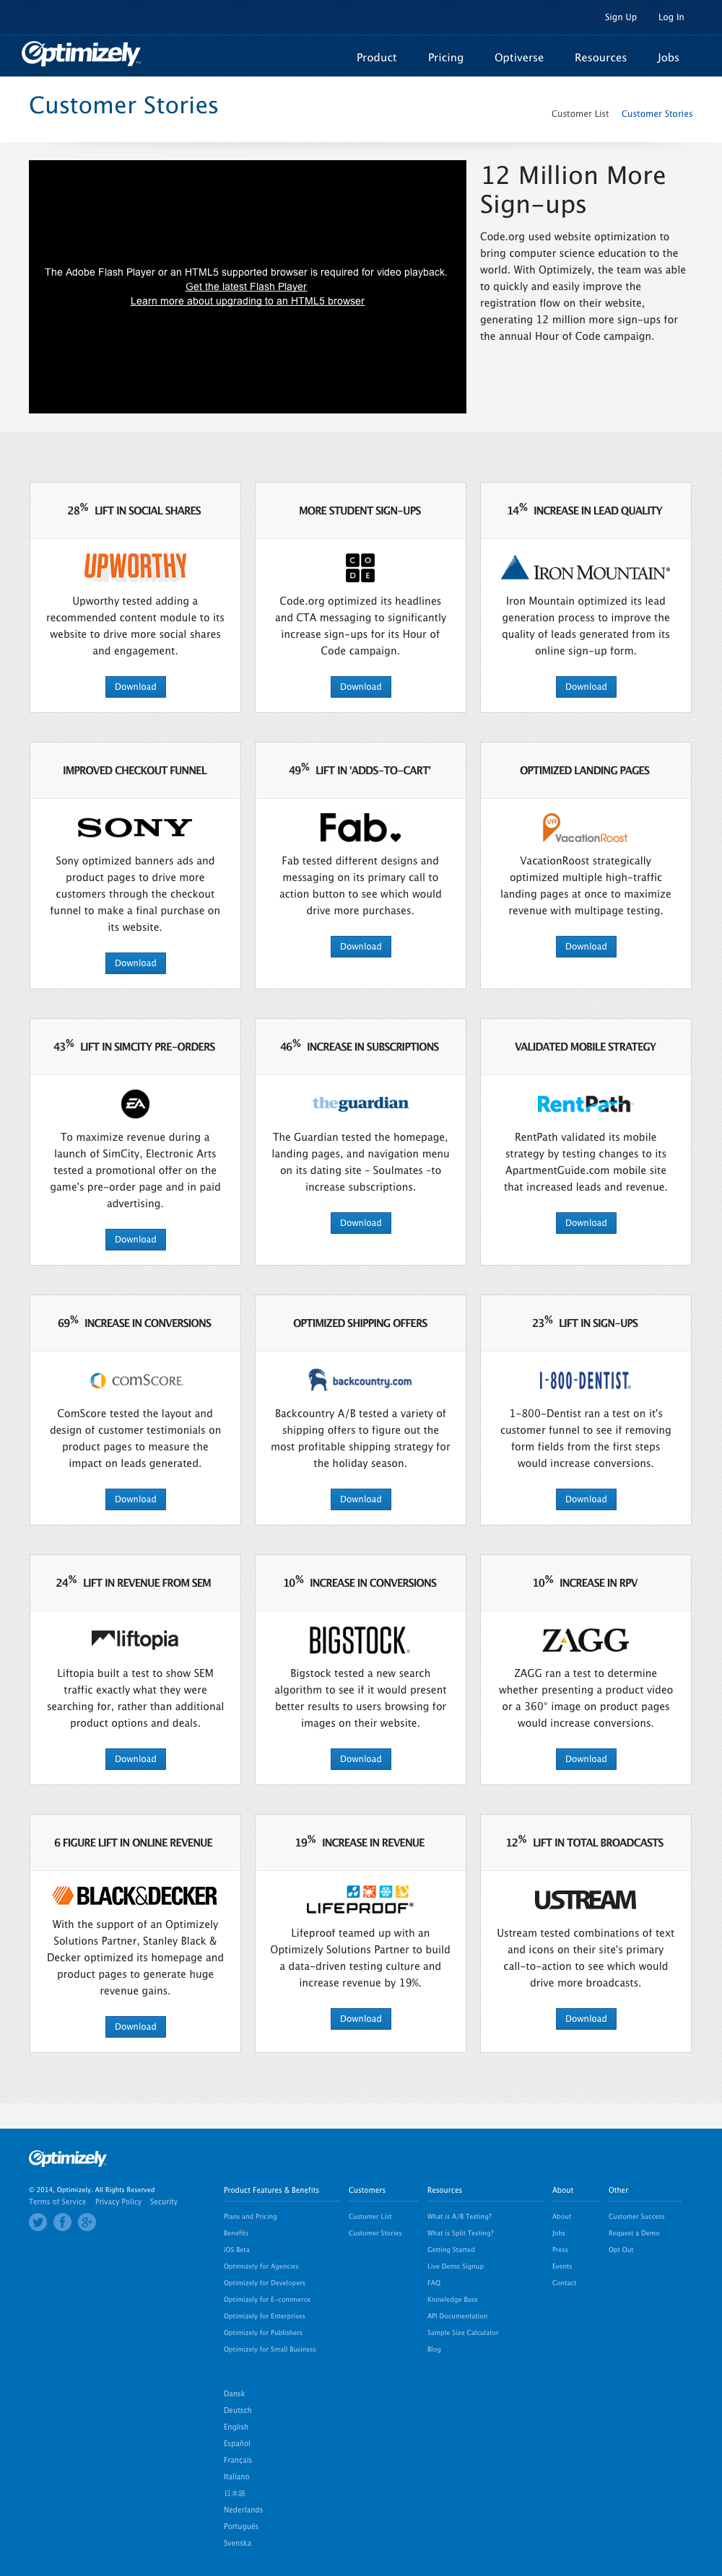 Sign Up Log In
Optimizely
Product Pricing Optiverse Resources Jobs
Customer Stories
Customer List Customer Stories
The Adobe Flash Player or an HTML5 supported browser is required for video playback.
Get the latest Flash Player
Learn more about upgrading to an HTML5 browser
12 Million More
Sign-ups
Code.org used website optimization to
bring computer science education to the
world. With Optimizely, the team was able
to quickly and easily improve the
registration flow on their website,
generating 12 million more sign-ups for
the annual Hour of Code campaign.
28% LIFT IN SOCIAL SHARES
UPWORTHY
Upworthy tested adding a
recommended content module to its
website to drive more social shares
and engagement.
Download
MORE STUDENT SIGN-UPS
C O
D E
Code.org optimized its headlines
and CTA messaging to significantly
increase sign-ups for its Hour of
Code campaign.
Download
14% INCREASE IN LEAD QUALITY
IRON MOUNTAIN®
Iron Mountain optimized its lead
generation process to improve the
quality of leads generated from its
online sign-up form.
Download
IMPROVED CHECKOUT FUNNEL
SONY
Sony optimized banners ads and
product pages to drive more
customers through the checkout
funnel to make a final purchase on
its website.
Download
49% LIFT IN 'ADDS-TO-CART'
Fab
Fab tested different designs and
messaging on its primary call to
action button to see which would
drive more purchases.
Download
OPTIMIZED LANDING PAGES
VR VacationRoost
VacationRoost strategically
optimized multiple high-traffic
landing pages at once to maximize
revenue with multipage testing.
Download
43% LIFT IN SIMCITY PRE-ORDERS
EA
To maximize revenue during a
launch of SimCity, Electronic Arts
tested a promotional offer on the
game's pre-order page and in paid
advertising.
Download
46% INCREASE IN SUBSCRIPTIONS
theguardian
The Guardian tested the homepage,
landing pages, and navigation menu
on its dating site – Soulmates –to
increase subscriptions.
Download
VALIDATED MOBILE STRATEGY
RentPath
RentPath validated its mobile
strategy by testing changes to its
ApartmentGuide.com mobile site
that increased leads and revenue.
Download
69% INCREASE IN CONVERSIONS
comSCORE.
ComScore tested the layout and
design of customer testimonials on
product pages to measure the
impact on leads generated.
Download
OPTIMIZED SHIPPING OFFERS
backcountry.com
Backcountry A/B tested a variety of
shipping offers to figure out the
most profitable shipping strategy for
the holiday season.
Download
23% LIFT IN SIGN-UPS
1-800-DENTIST.
1-800-Dentist ran a test on it's
customer funnel to see if removing
form fields from the first steps
would increase conversions.
Download
24% LIFT IN REVENUE FROM SEM
liftopia
Liftopia built a test to show SEM
traffic exactly what they were
searching for, rather than additional
product options and deals.
Download
10% INCREASE IN CONVERSIONS
BIGSTOCK®
Bigstock tested a new search
algorithm to see if it would present
better results to users browsing for
images on their website.
Download
10% INCREASE IN RPV
ZAGG
ZAGG ran a test to determine
whether presenting a product video
or a 360° image on product pages
would increase conversions.
Download
6 FIGURE LIFT IN ONLINE REVENUE
BLACK&DECKER
With the support of an Optimizely
Solutions Partner, Stanley Black &
Decker optimized its homepage and
product pages to generate huge
revenue gains.
Download
19% INCREASE IN REVENUE
LIFEPROOF®
Lifeproof teamed up with an
Optimizely Solutions Partner to build
a data-driven testing culture and
increase revenue by 19%.
Download
12% LIFT IN TOTAL BROADCASTS
USTREAM
Ustream tested combinations of text
and icons on their site's primary
call-to-action to see which would
drive more broadcasts.
Download
Optimizely
© 2014, Optimizely. All Rights Reserved
Terms of Service Privacy Policy Security
Product Features & Benefits
Plans and Pricing
Benefits
iOS Beta
Optimizely for Agencies
Optimizely for Developers
Optimizely for E-commerce
Optimizely for Enterprises
Optimizely for Publishers
Optimizely for Small Business
Customers
Customer List
Customer Stories
Resources
What is A/B Testing?
What is Split Testing?
Getting Started
Live Demo Signup
FAQ
Knowledge Base
API Documentation
Sample Size Calculator
Blog
About
About
Jobs
Press
Events
Contact
Other
Customer Success
Request a Demo
Opt Out
Dansk
Deutsch
English
Español
Français
Italiano
日本語
Nederlands
Português
Svenska